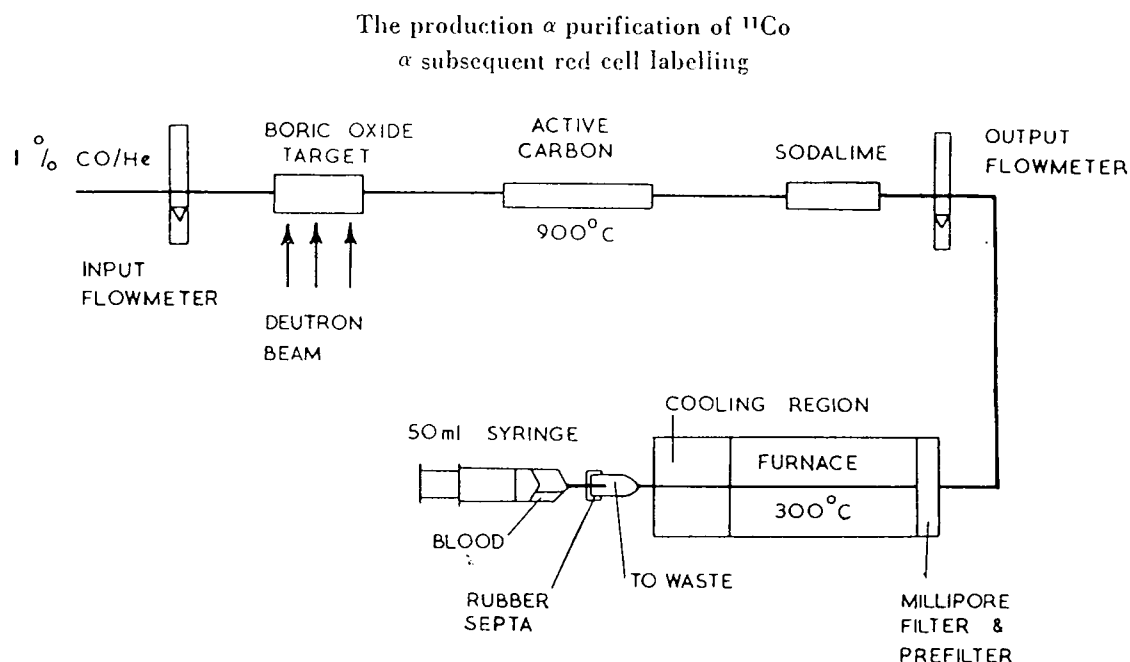 The production α purification of ¹¹Co
α subsequent red cell labelling
1 % CO/He
BORIC OXIDE
TARGET
ACTIVE
CARBON
SODALIME
OUTPUT
FLOWMETER
900°C
INPUT
FLOWMETER
DEUTRON
BEAM
COOLING REGION
50ml SYRINGE
FURNACE
300°C
BLOOD
TO WASTE
RUBBER
SEPTA
MILLIPORE
FILTER &
PREFILTER